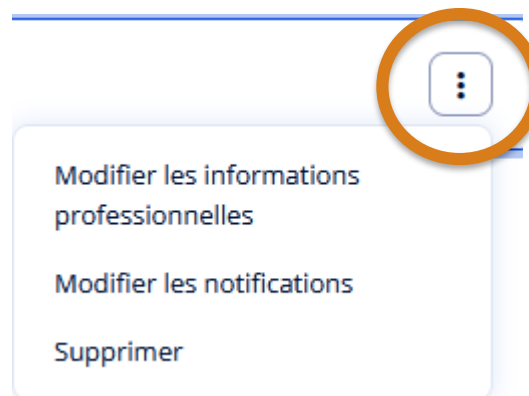 Modifier les informations
professionnelles
Modifier les notifications
Supprimer